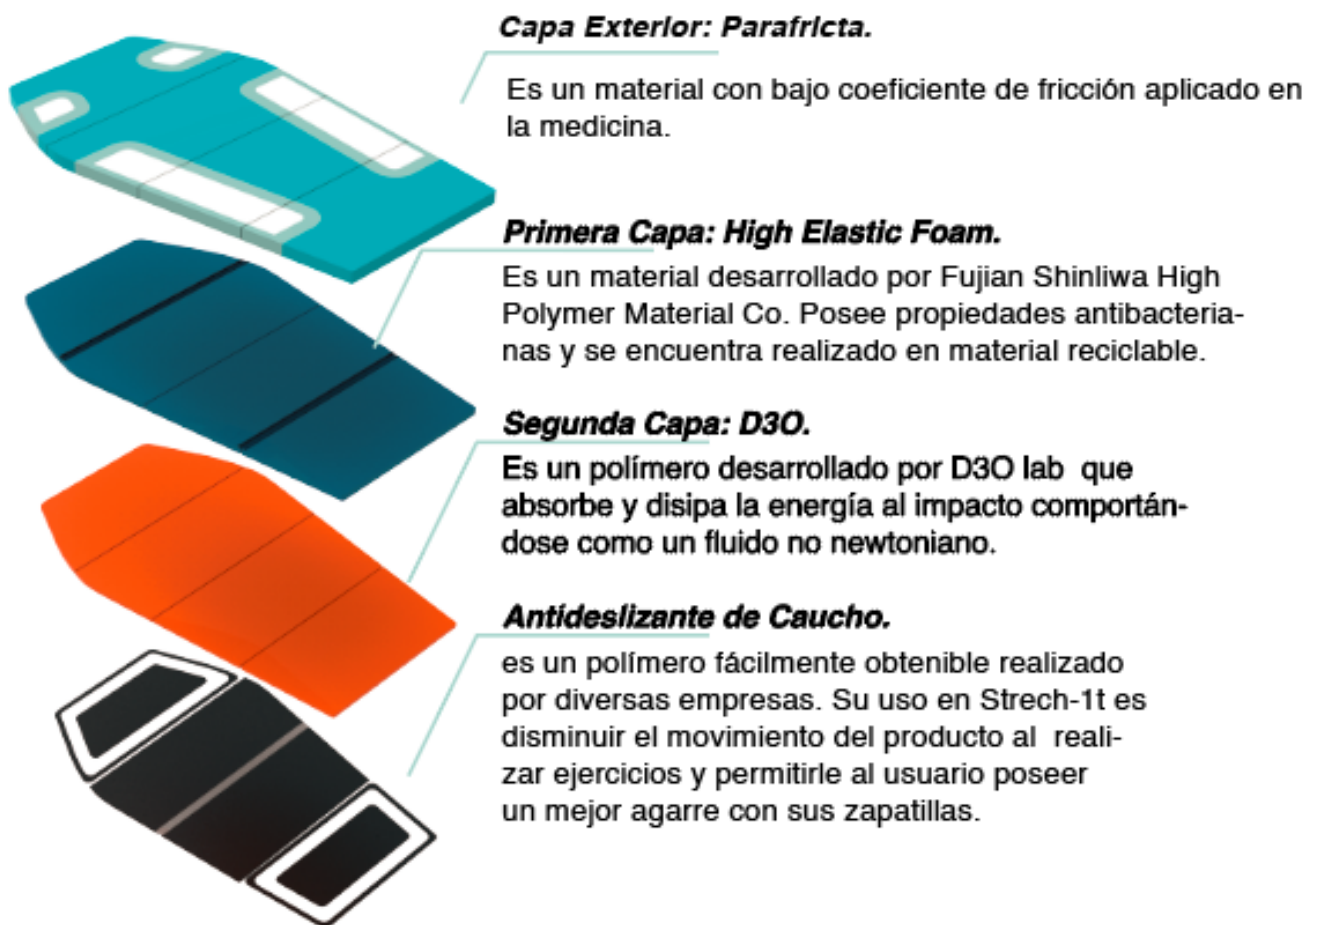 Capa Exterior: Parafricta.
Es un material con bajo coeficiente de fricción aplicado en
la medicina.
Primera Capa: High Elastic Foam.
Es un material desarrollado por Fujian Shinliwa High
Polymer Material Co. Posee propiedades antibacteria-
nas y se encuentra realizado en material reciclable.
Segunda Capa: D3O.
Es un polímero desarrollado por D3O lab que
absorbe y disipa la energía al impacto comportán-
dose como un fluido no newtoniano.
Antideslizante de Caucho.
es un polímero fácilmente obtenible realizado
por diversas empresas. Su uso en Strech-1t es
disminuir el movimiento del producto al reali-
zar ejercicios y permitirle al usuario poseer
un mejor agarre con sus zapatillas.